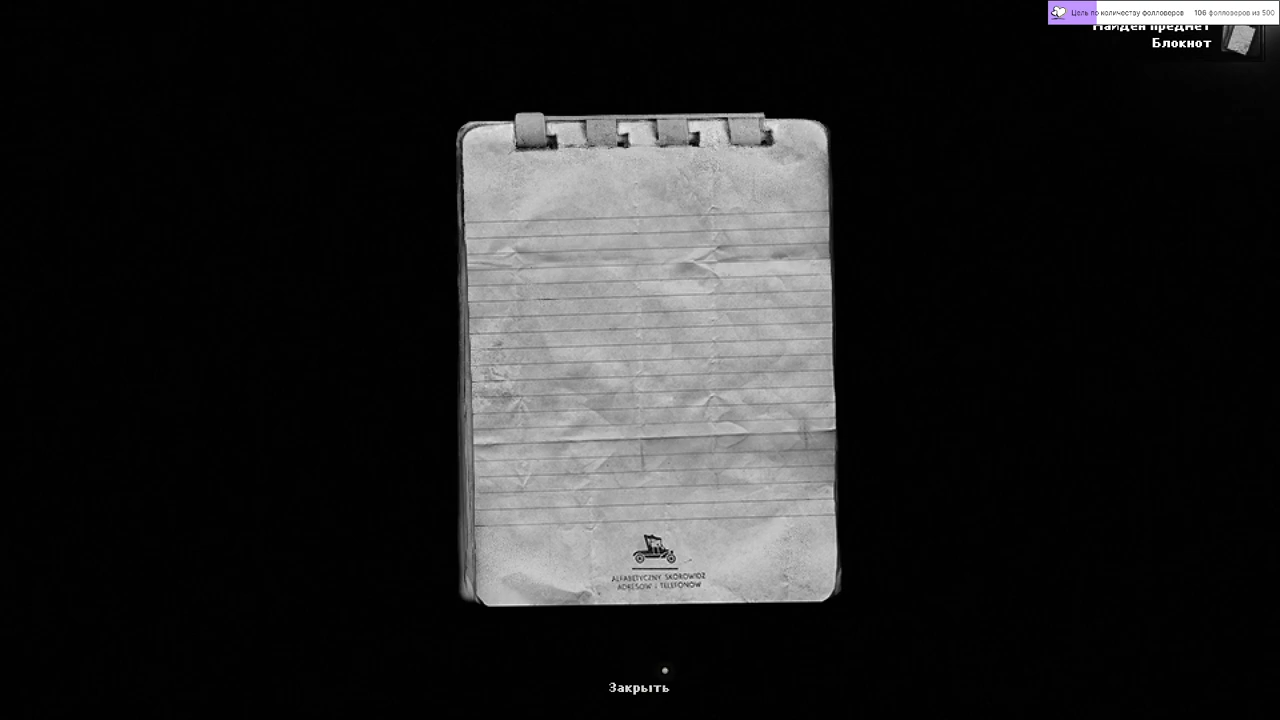 Цель по количеству фолловеров 106 фолловеров из 500
Найден предмет
Блокнот
ALFABETYCZNY SKOROWIDZ
ADRESÓW i TELEFONÓW
Закрыть